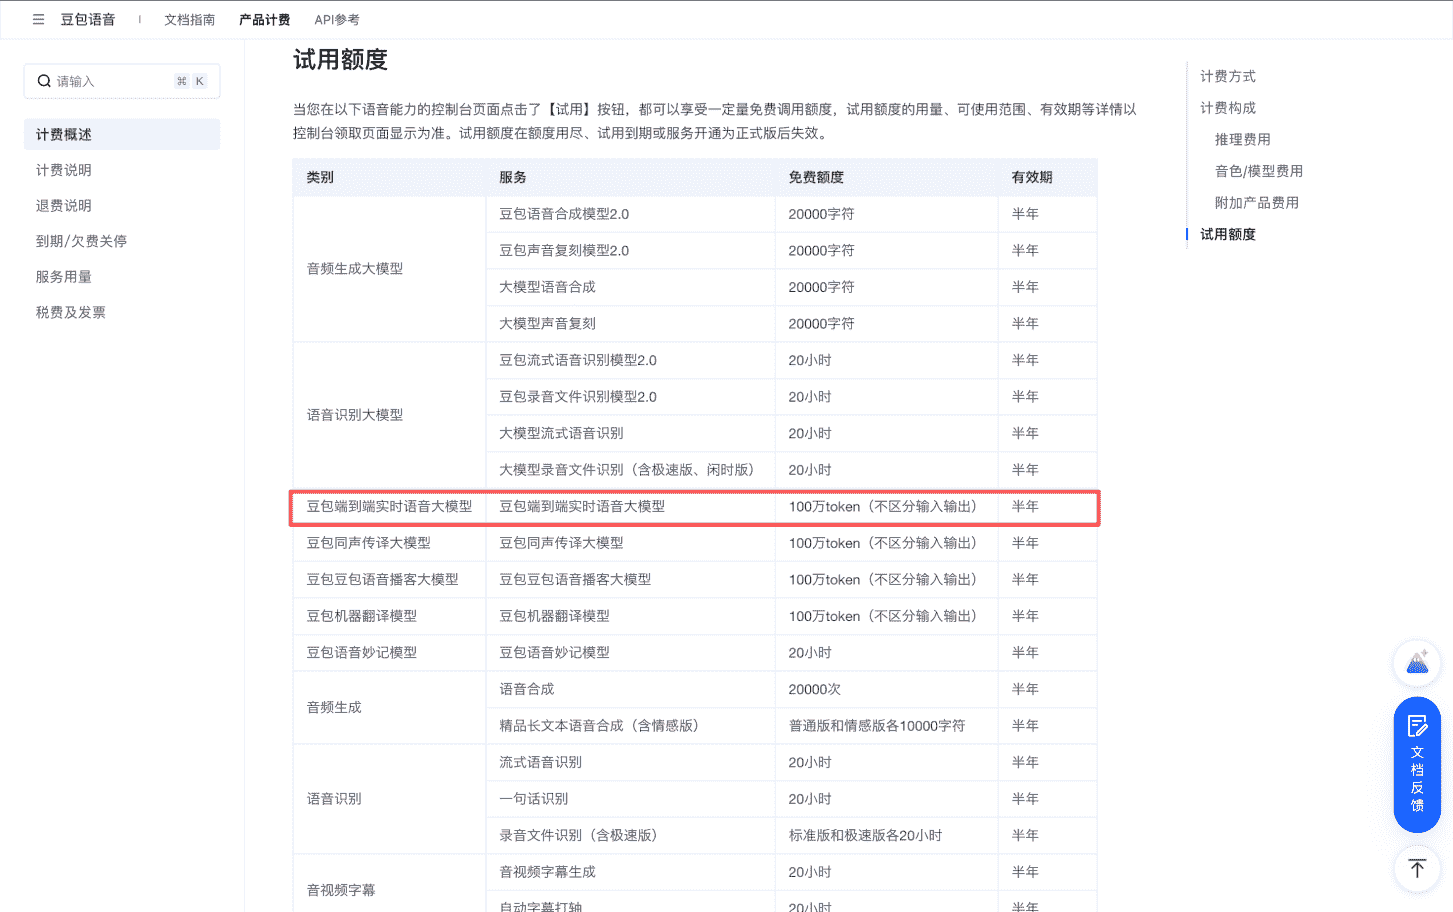 豆包语音
文档指南
产品计费
API参考
请输入
⌘ K
计费概述
计费说明
退费说明
到期/欠费关停
服务用量
税费及发票
试用额度
当您在以下语音能力的控制台页面点击了【试用】按钮，都可以享受一定量免费调用额度，试用额度的用量、可使用范围、有效期等详情以
控制台领取页面显示为准。试用额度在额度用尽、试用到期或服务开通为正式版后失效。
类别 服务 免费额度 有效期
音频生成大模型
豆包语音合成模型2.0 20000字符 半年
豆包声音复刻模型2.0 20000字符 半年
大模型语音合成 20000字符 半年
大模型声音复刻 20000字符 半年
语音识别大模型
豆包流式语音识别模型2.0 20小时 半年
豆包录音文件识别模型2.0 20小时 半年
大模型流式语音识别 20小时 半年
大模型录音文件识别（含极速版、闲时版） 20小时 半年
豆包端到端实时语音大模型 豆包端到端实时语音大模型 100万token（不区分输入输出） 半年
豆包同声传译大模型 豆包同声传译大模型 100万token（不区分输入输出） 半年
豆包豆包语音播客大模型 豆包豆包语音播客大模型 100万token（不区分输入输出） 半年
豆包机器翻译模型 豆包机器翻译模型 100万token（不区分输入输出） 半年
豆包语音妙记模型 豆包语音妙记模型 20小时 半年
音频生成
语音合成 20000次 半年
精品长文本语音合成（含情感版） 普通版和情感版各10000字符 半年
语音识别
流式语音识别 20小时 半年
一句话识别 20小时 半年
录音文件识别（含极速版） 标准版和极速版各20小时 半年
音视频字幕
音视频字幕生成 20小时 半年
自动字幕打轴 20小时 半年
计费方式
计费构成
推理费用
音色/模型费用
附加产品费用
试用额度
文档反馈